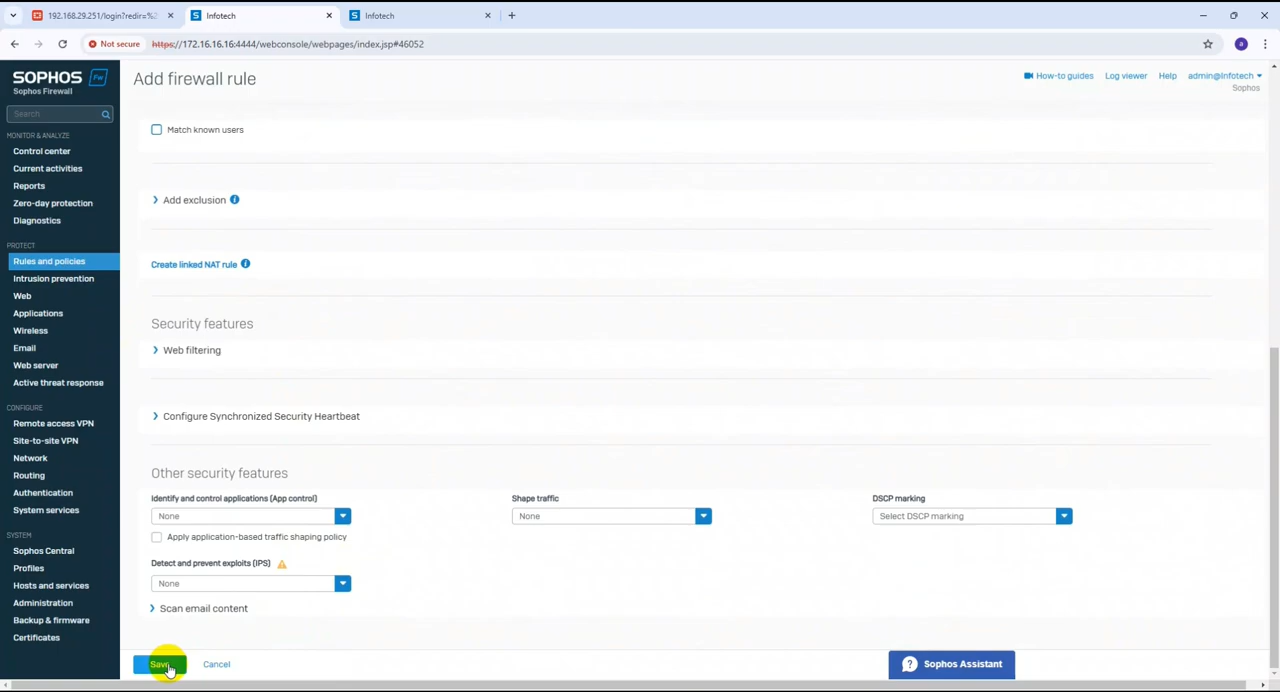 192.168.29.251/login?redir=%2
Infotech
Infotech
Not secure
https://172.16.16.16:4444/webconsole/webpages/index.jsp#46052
a
SOPHOS Fw
Sophos Firewall
Add firewall rule
How-to guides
Log viewer
Help
admin@Infotech
Sophos
Search
MONITOR & ANALYZE
Control center
Current activities
Reports
Zero-day protection
Diagnostics
PROTECT
Rules and policies
Intrusion prevention
Web
Applications
Wireless
Email
Web server
Active threat response
CONFIGURE
Remote access VPN
Site-to-site VPN
Network
Routing
Authentication
System services
SYSTEM
Sophos Central
Profiles
Hosts and services
Administration
Backup & firmware
Certificates
Match known users
Add exclusion
Create linked NAT rule
Security features
Web filtering
Configure Synchronized Security Heartbeat
Other security features
Identify and control applications (App control)
None
Apply application-based traffic shaping policy
Shape traffic
None
DSCP marking
Select DSCP marking
Detect and prevent exploits (IPS)
None
Scan email content
Save
Cancel
? Sophos Assistant